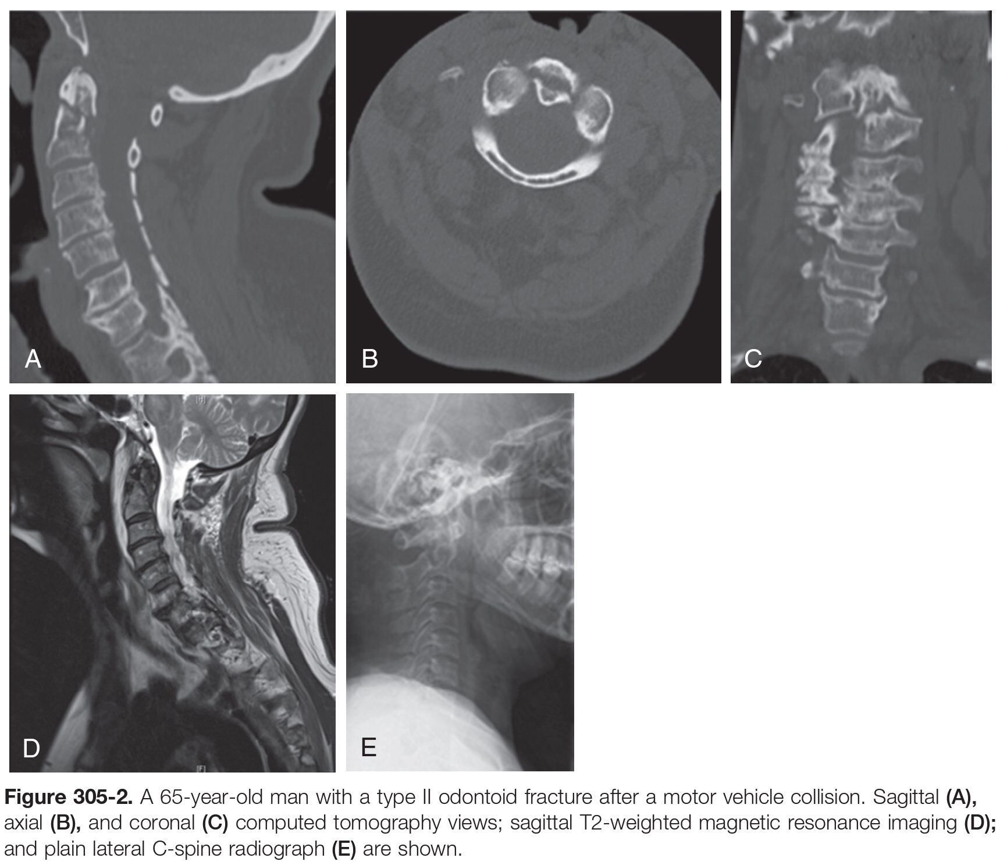 A
B
C
[H]
D
[F]
E
Figure 305-2. A 65-year-old man with a type II odontoid fracture after a motor vehicle collision. Sagittal (A),
axial (B), and coronal (C) computed tomography views; sagittal T2-weighted magnetic resonance imaging (D);
and plain lateral C-spine radiograph (E) are shown.